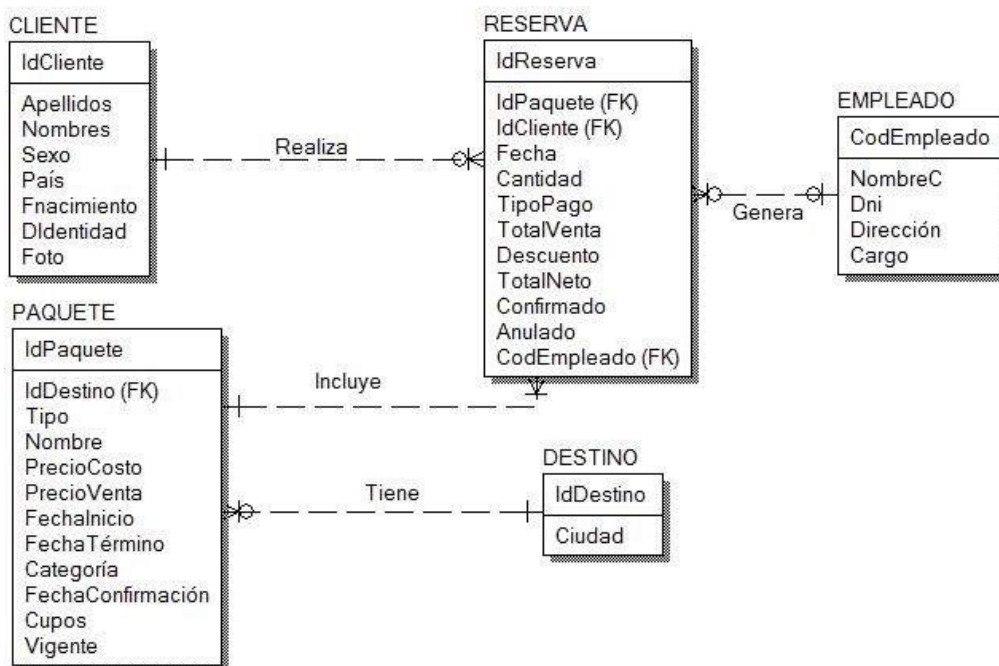 CLIENTE
IdCliente
Apellidos
Nombres
Sexo
País
Fnacimiento
DIdentidad
Foto
Realiza
RESERVA
IdReserva
IdPaquete (FK)
IdCliente (FK)
Fecha
Cantidad
TipoPago
TotalVenta
Descuento
TotalNeto
Confirmado
Anulado
CodEmpleado (FK)
Genera
EMPLEADO
CodEmpleado
NombreC
Dni
Dirección
Cargo
PAQUETE
IdPaquete
IdDestino (FK)
Tipo
Nombre
PrecioCosto
PrecioVenta
FechaInicio
FechaTérmino
Categoría
FechaConfirmación
Cupos
Vigente
Incluye
Tiene
DESTINO
IdDestino
Ciudad